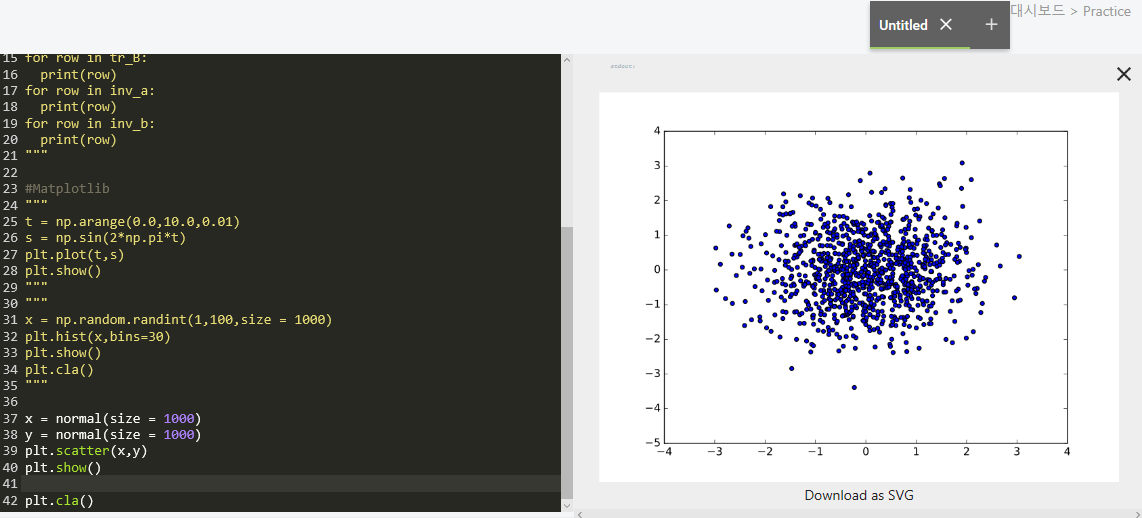 Untitled × +
대시보드 > Practice
15 for row in tr_B:
16   print(row)
17 for row in inv_a:
18   print(row)
19 for row in inv_b:
20   print(row)
21 """
22
23 #Matplotlib
24 """
25 t = np.arange(0.0,10.0,0.01)
26 s = np.sin(2*np.pi*t)
27 plt.plot(t,s)
28 plt.show()
29 """
30 """
31 x = np.random.randint(1,100,size = 1000)
32 plt.hist(x,bins=30)
33 plt.show()
34 plt.cla()
35 """
36
37 x = normal(size = 1000)
38 y = normal(size = 1000)
39 plt.scatter(x,y)
40 plt.show()
41
42 plt.cla()
4
3
2
1
0
−1
−2
−3
−4
−5
−4 −3 −2 −1 0 1 2 3 4
Download as SVG